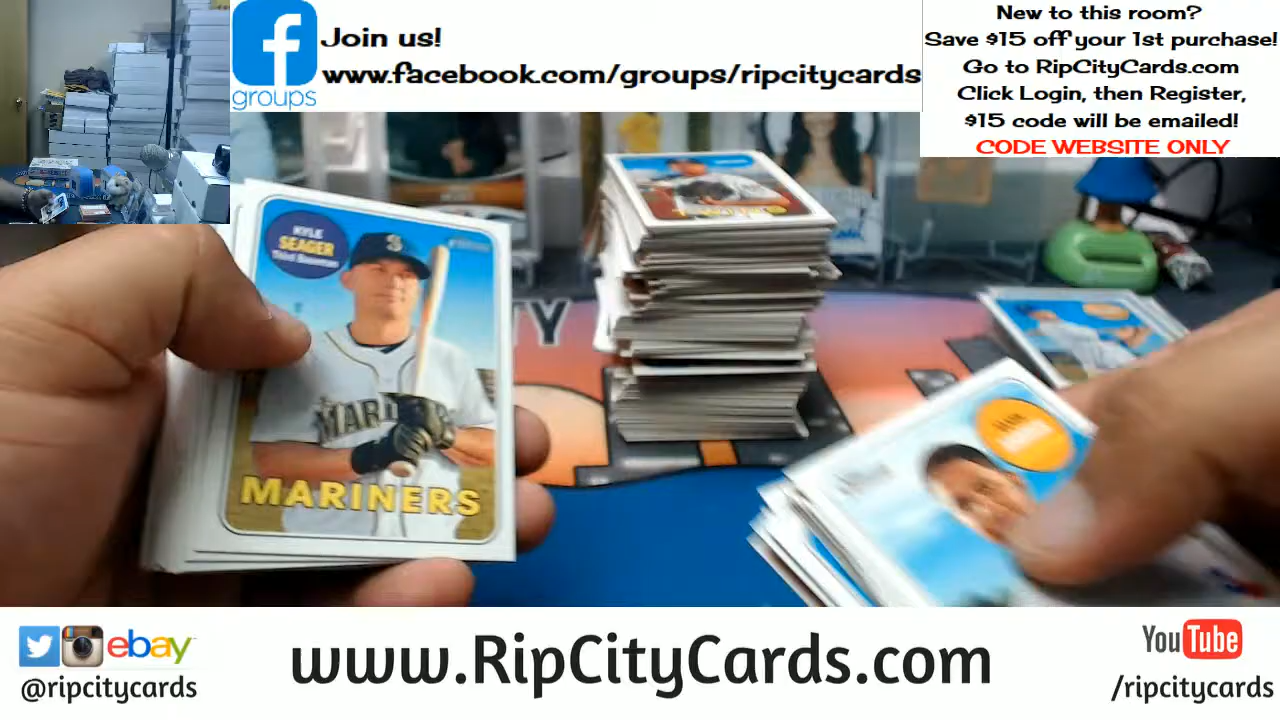 groups
Join us!
www.facebook.com/groups/ripcitycards
New to this room?
Save $15 off your 1st purchase!
Go to RipCityCards.com
Click Login, then Register,
$15 code will be emailed!
CODE WEBSITE ONLY
KYLE
SEAGER
Third Baseman
MARINERS
ebay
@ripcitycards
www.RipCityCards.com
YouTube
/ripcitycards